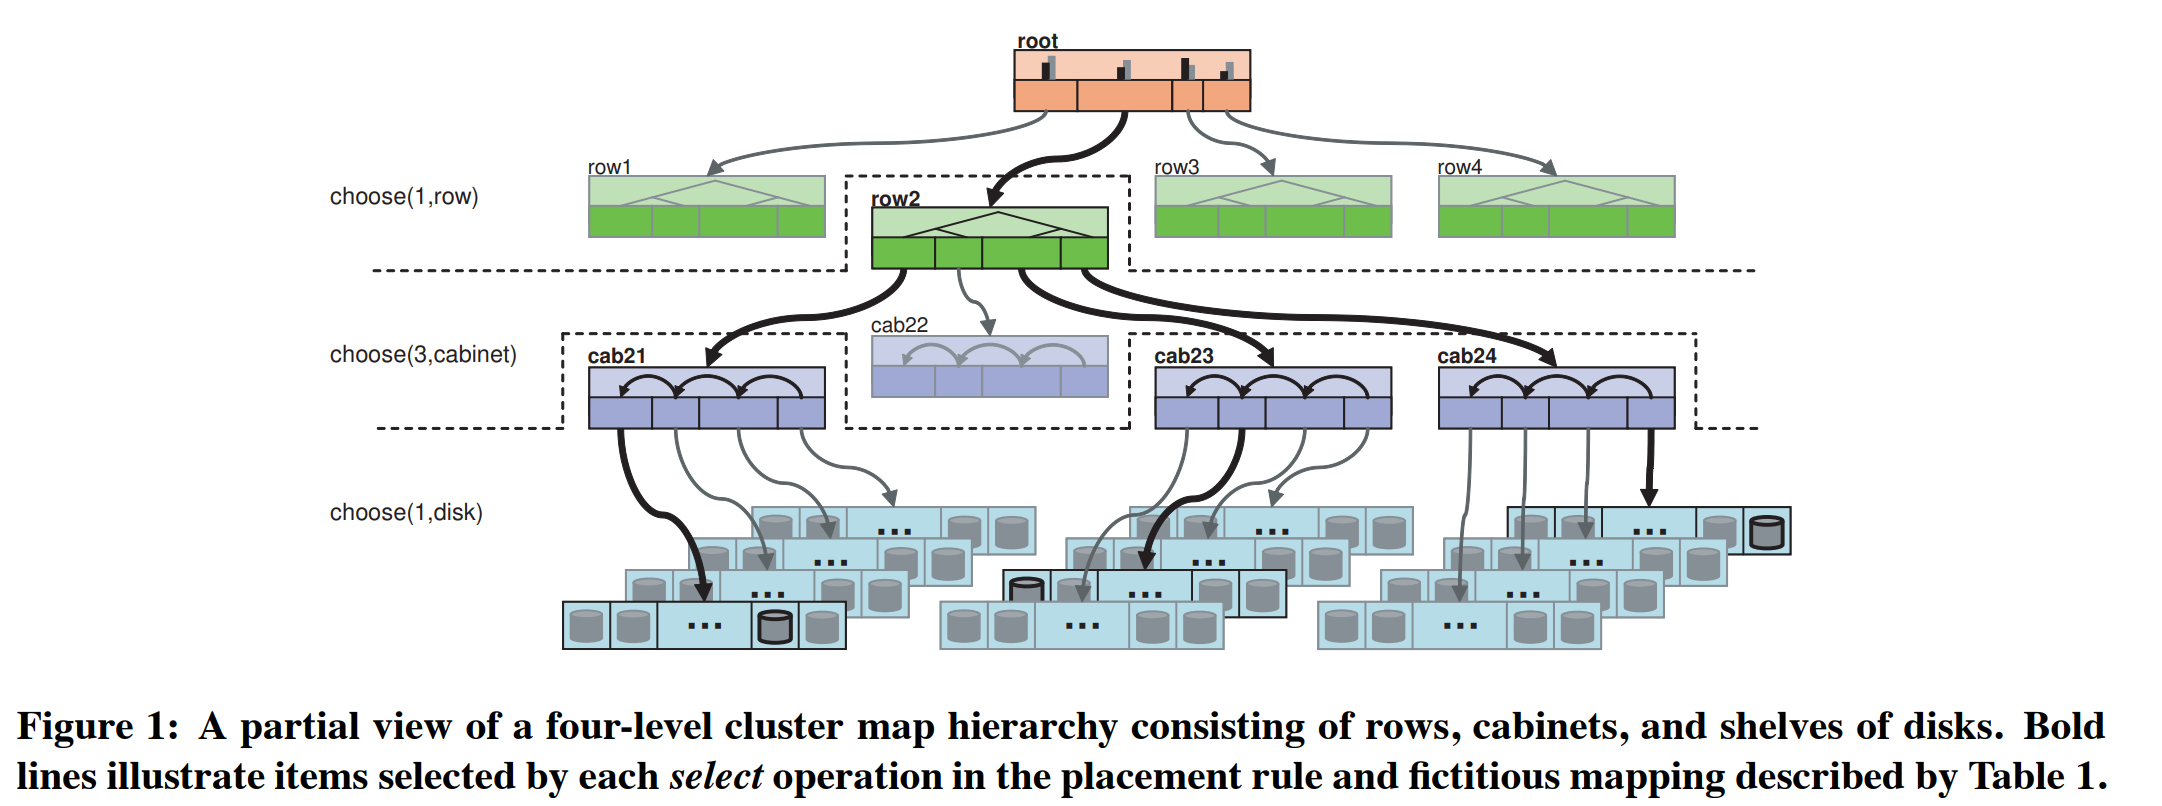 root
choose(1,row)
row1
row2
row3
row4
choose(3,cabinet)
cab21
cab22
cab23
cab24
choose(1,disk)
... ... ...
... ... ...
... ... ...
... ... ...
Figure 1: A partial view of a four-level cluster map hierarchy consisting of rows, cabinets, and shelves of disks. Bold
lines illustrate items selected by each select operation in the placement rule and fictitious mapping described by Table 1.